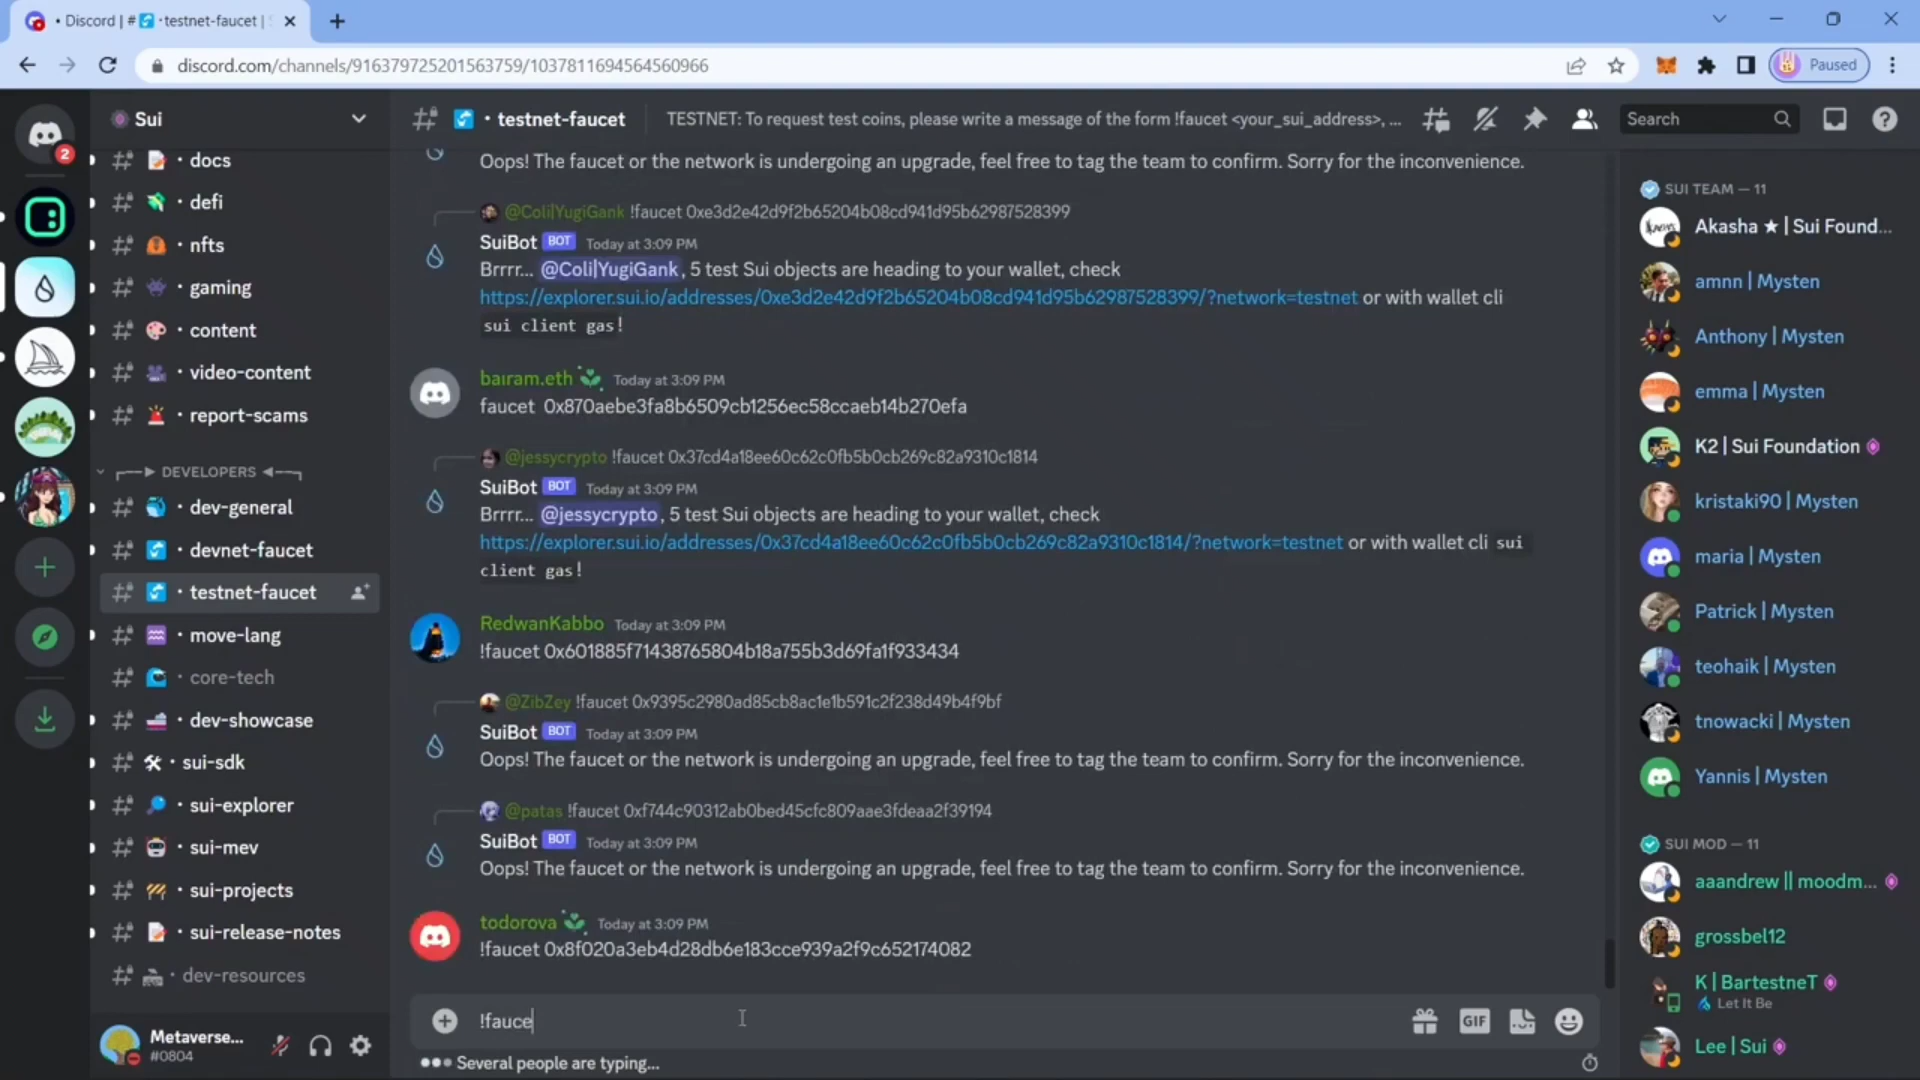 • Discord | # • testnet-faucet |
discord.com/channels/916379725201563759/1037811694564560966
Paused
2
Sui
• docs
• defi
• nfts
• gaming
• content
• video-content
• report-scams
DEVELOPERS
• dev-general
• devnet-faucet
• testnet-faucet
• move-lang
• core-tech
• dev-showcase
• sui-sdk
• sui-explorer
• sui-mev
• sui-projects
• sui-release-notes
• dev-resources
Metaverse...
#0804
• testnet-faucet
TESTNET: To request test coins, please write a message of the form !faucet <your_sui_address>, ...
Search
Oops! The faucet or the network is undergoing an upgrade, feel free to tag the team to confirm. Sorry for the inconvenience.
@Coli|YugiGank !faucet 0xe3d2e42d9f2b65204b08cd941d95b62987528399
SuiBot BOT Today at 3:09 PM
Brrrr... @Coli|YugiGank, 5 test Sui objects are heading to your wallet, check
https://explorer.sui.io/addresses/0xe3d2e42d9f2b65204b08cd941d95b62987528399/?network=testnet or with wallet cli
sui client gas!
bairam.eth Today at 3:09 PM
faucet 0x870aebe3fa8b6509cb1256ec58ccaeb14b270efa
@jessycrypto !faucet 0x37cd4a18ee60c62c0fb5b0cb269c82a9310c1814
SuiBot BOT Today at 3:09 PM
Brrrr... @jessycrypto, 5 test Sui objects are heading to your wallet, check
https://explorer.sui.io/addresses/0x37cd4a18ee60c62c0fb5b0cb269c82a9310c1814/?network=testnet or with wallet cli sui
client gas!
RedwanKabbo Today at 3:09 PM
!faucet 0x601885f71438765804b18a755b3d69fa1f933434
@ZibZey !faucet 0x9395c2980ad85cb8ac1e1b591c2f238d49b4f9bf
SuiBot BOT Today at 3:09 PM
Oops! The faucet or the network is undergoing an upgrade, feel free to tag the team to confirm. Sorry for the inconvenience.
@patas !faucet 0xf744c90312ab0bed45cfc809aae3fdeaa2f39194
SuiBot BOT Today at 3:09 PM
Oops! The faucet or the network is undergoing an upgrade, feel free to tag the team to confirm. Sorry for the inconvenience.
todorova Today at 3:09 PM
!faucet 0x8f020a3eb4d28db6e183cce939a2f9c652174082
!fauce
GIF
Several people are typing...
SUI TEAM — 11
Akasha ★ | Sui Found...
amnn | Mysten
Anthony | Mysten
emma | Mysten
K2 | Sui Foundation
kristaki90 | Mysten
maria | Mysten
Patrick | Mysten
teohaik | Mysten
tnowacki | Mysten
Yannis | Mysten
SUI MOD — 11
aaandrew || moodm...
grossbel12
K | BartestneT
Let It Be
Lee | Sui